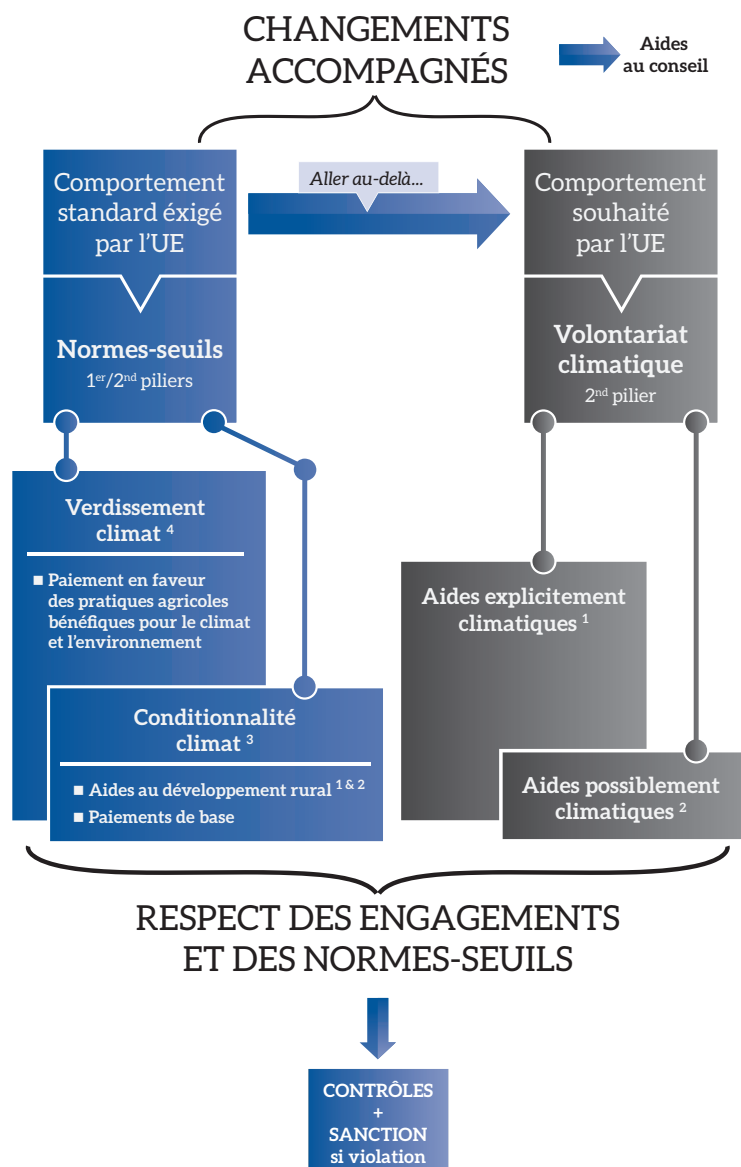 CHANGEMENTS
ACCOMPAGNÉS
Aides
au conseil
Comportement
standard éxigé
par l'UE
Aller au-delà...
Comportement
souhaité
par l'UE
Normes-seuils
1er/2nd piliers
Volontariat
climatique
2nd pilier
Verdissement
climat 4
■ Paiement en faveur
des pratiques agricoles
bénéfiques pour le climat
et l'environnement
Conditionnalité
climat 3
■ Aides au développement rural 1 & 2
■ Paiements de base
Aides explicitement
climatiques 1
Aides possiblement
climatiques 2
RESPECT DES ENGAGEMENTS
ET DES NORMES-SEUILS
CONTRÔLES
+
SANCTION
si violation